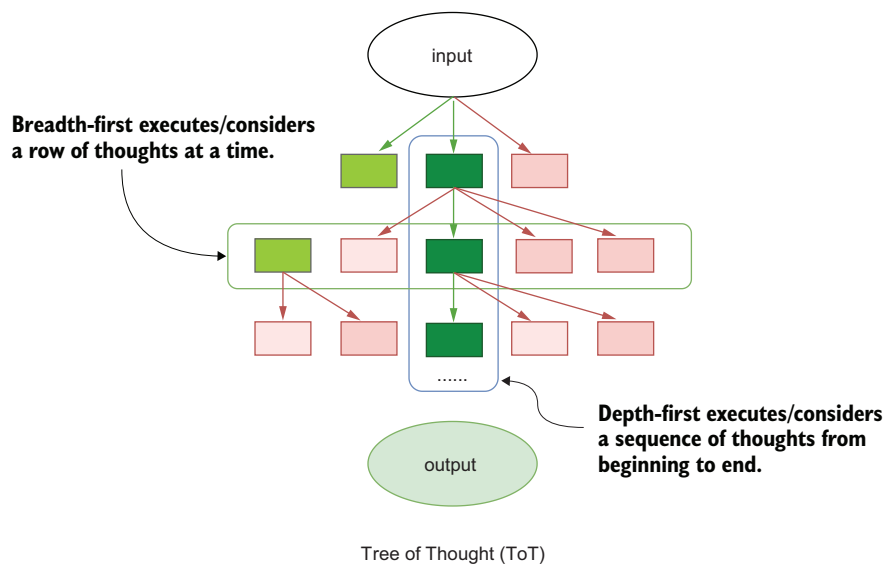 input
Breadth-first executes/considers
a row of thoughts at a time.
......
Depth-first executes/considers
a sequence of thoughts from
beginning to end.
output
Tree of Thought (ToT)